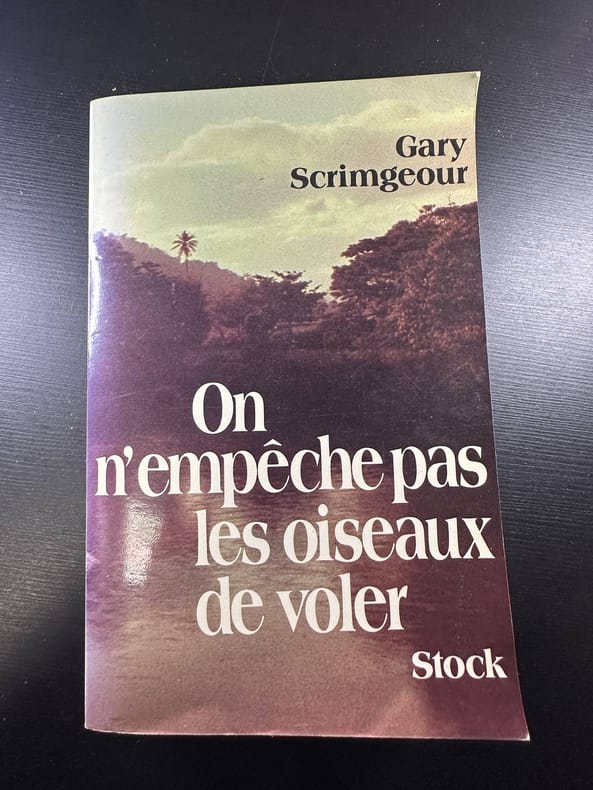 Gary
Scrimgeour
On
n'empêche pas
les oiseaux
de voler
Stock